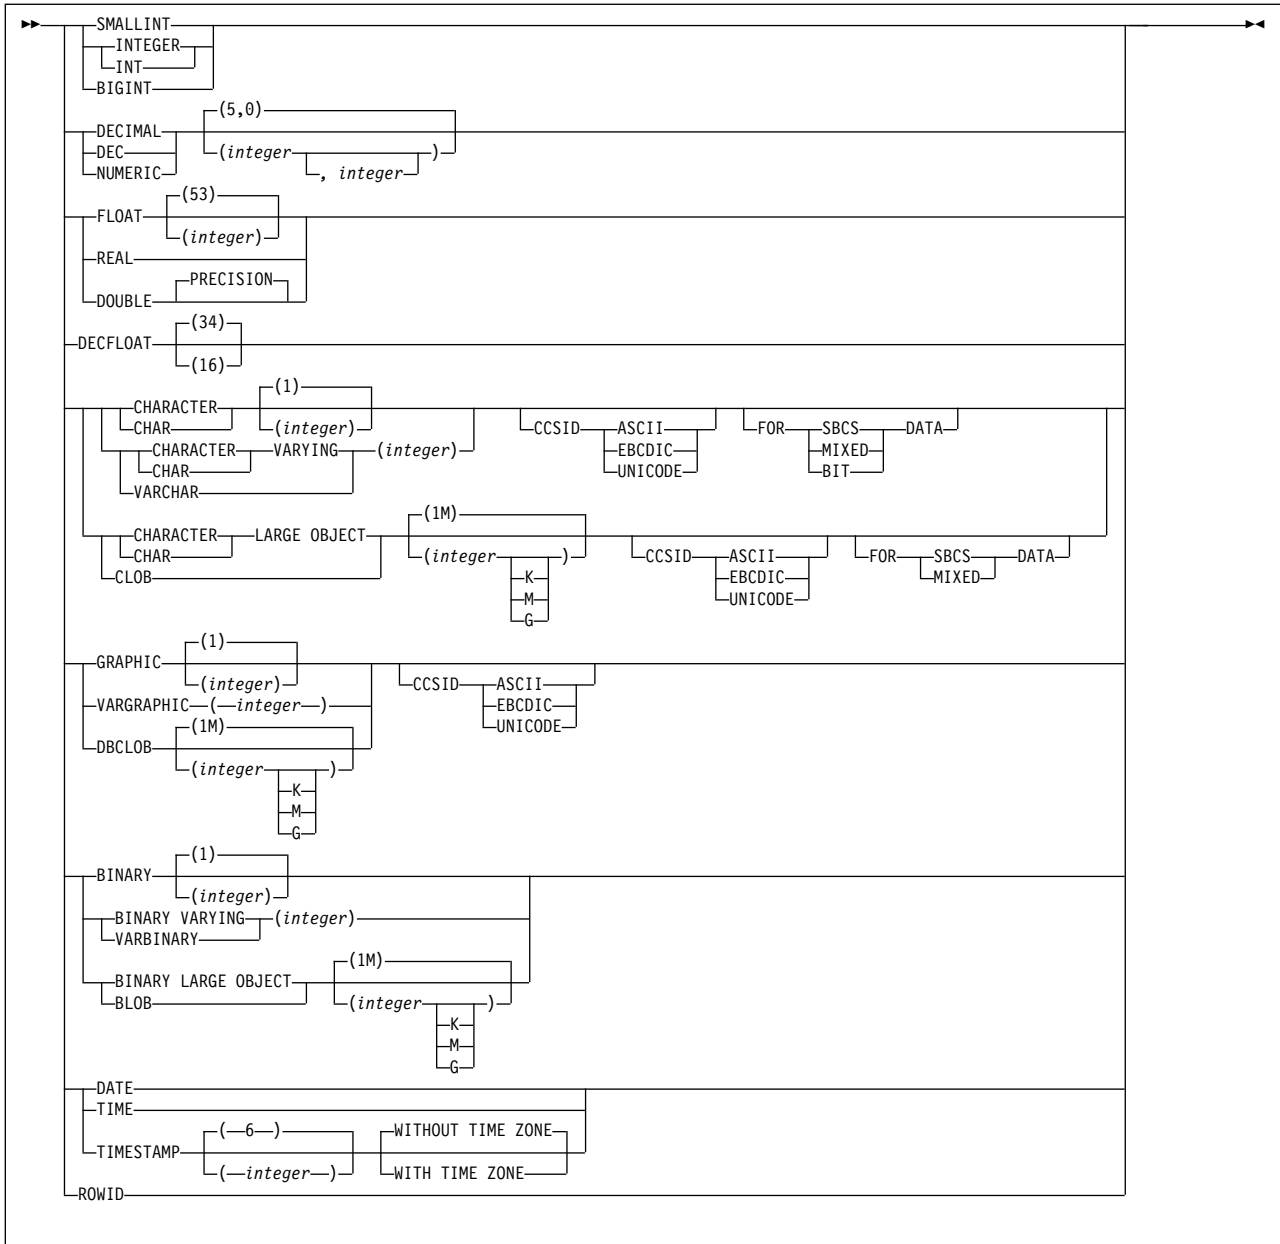 SMALLINT
INTEGER
INT
BIGINT
(5,0)
DECIMAL
DEC (integer )
NUMERIC , integer
(53)
FLOAT
(integer)
REAL
PRECISION
DOUBLE
(34)
DECFLOAT
(16)
(1)
CHARACTER
CHAR (integer) CCSID ASCII FOR SBCS DATA
CHARACTER VARYING (integer) EBCDIC MIXED
CHAR UNICODE BIT
VARCHAR
(1M)
CHARACTER LARGE OBJECT
CHAR (integer ) CCSID ASCII FOR SBCS DATA
CLOB K EBCDIC MIXED
M UNICODE
G
(1)
GRAPHIC
(integer) CCSID ASCII
VARGRAPHIC (integer) EBCDIC
(1M) UNICODE
DBCLOB
(integer )
K
M
G
(1)
BINARY
(integer)
BINARY VARYING (integer)
VARBINARY
(1M)
BINARY LARGE OBJECT
BLOB (integer )
K
M
G
DATE
TIME
(6) WITHOUT TIME ZONE
TIMESTAMP
(integer) WITH TIME ZONE
ROWID